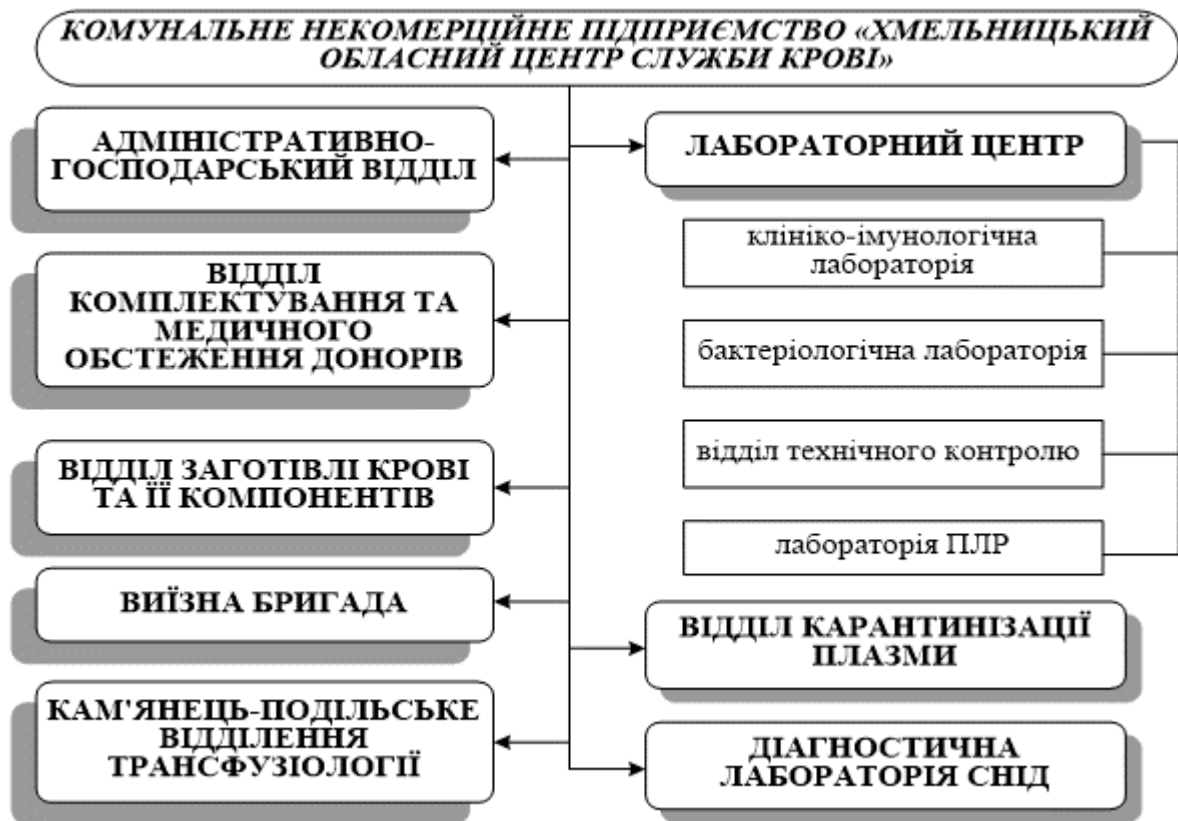 КОМУНАЛЬНЕ НЕКОМЕРЦІЙНЕ ПІДПРИЄМСТВО «ХМЕЛЬНИЦЬКИЙ
ОБЛАСНИЙ ЦЕНТР СЛУЖБИ КРОВІ»
АДМІНІСТРАТИВНО-
ГОСПОДАРСЬКИЙ ВІДДІЛ
ВІДДІЛ
КОМПЛЕКТУВАННЯ ТА
МЕДИЧНОГО
ОБСТЕЖЕННЯ ДОНОРІВ
ВІДДІЛ ЗАГОТІВЛІ КРОВІ
ТА ЇЇ КОМПОНЕНТІВ
ВИЇЗНА БРИГАДА
КАМ'ЯНЕЦЬ-ПОДІЛЬСЬКЕ
ВІДДІЛЕННЯ
ТРАНСФУЗІОЛОГІЇ
ЛАБОРАТОРНИЙ ЦЕНТР
клініко-імунологічна
лабораторія
бактеріологічна лабораторія
відділ технічного контролю
лабораторія ПЛР
ВІДДІЛ КАРАНТИНІЗАЦІЇ
ПЛАЗМИ
ДІАГНОСТИЧНА
ЛАБОРАТОРІЯ СНІД